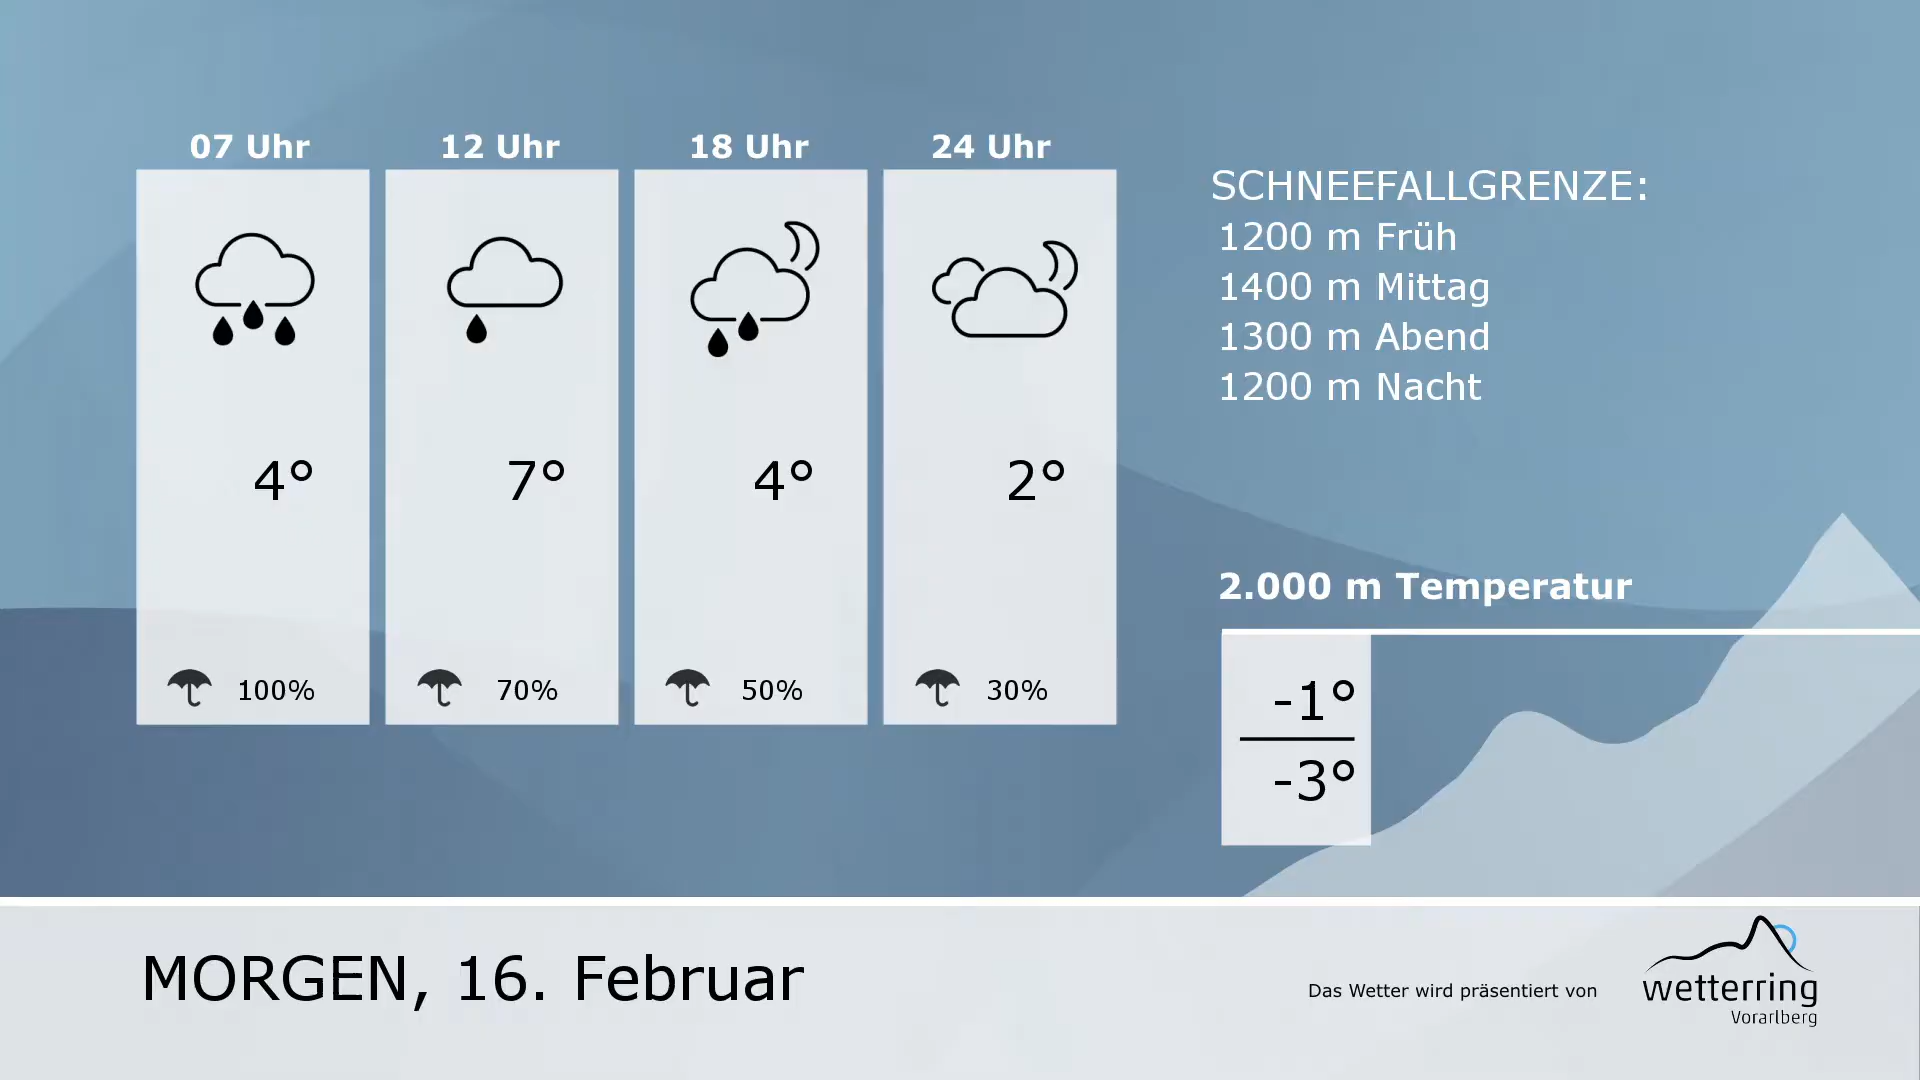 07 Uhr 12 Uhr 18 Uhr 24 Uhr
4° 7° 4° 2°
100% 70% 50% 30%
SCHNEEFALLGRENZE:
1200 m Früh
1400 m Mittag
1300 m Abend
1200 m Nacht
2.000 m Temperatur
-1°
-3°
MORGEN, 16. Februar
Das Wetter wird präsentiert von
wetterring
Vorarlberg